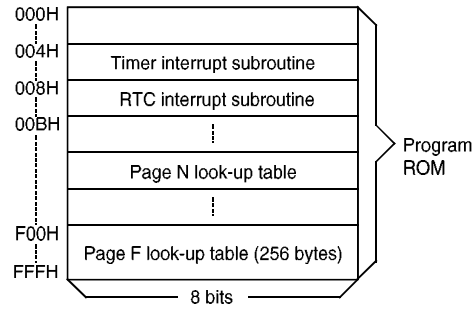 000H
004H
Timer interrupt subroutine
008H
RTC interrupt subroutine
00BH
Page N look-up table
Program
ROM
F00H
Page F look-up table (256 bytes)
FFFH
8 bits